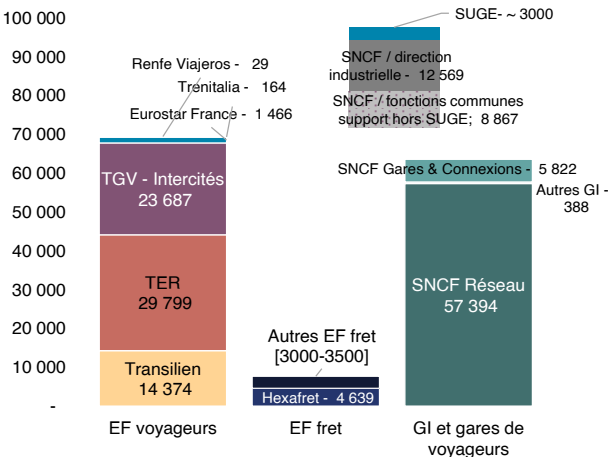 100 000
90 000
80 000
70 000
60 000
50 000
40 000
30 000
20 000
10 000
-
Renfe Viajeros - 29
Trenitalia - 164
Eurostar France - 1 466
TGV - Intercités
23 687
TER
29 799
Transilien
14 374
EF voyageurs
Autres EF fret
[3000-3500]
Hexafret - 4 639
EF fret
SUGE- ~ 3000
SNCF / direction
industrielle - 12 569
SNCF / fonctions communes
support hors SUGE; 8 867
SNCF Gares & Connexions - 5 822
Autres GI -
388
SNCF Réseau
57 394
GI et gares de
voyageurs